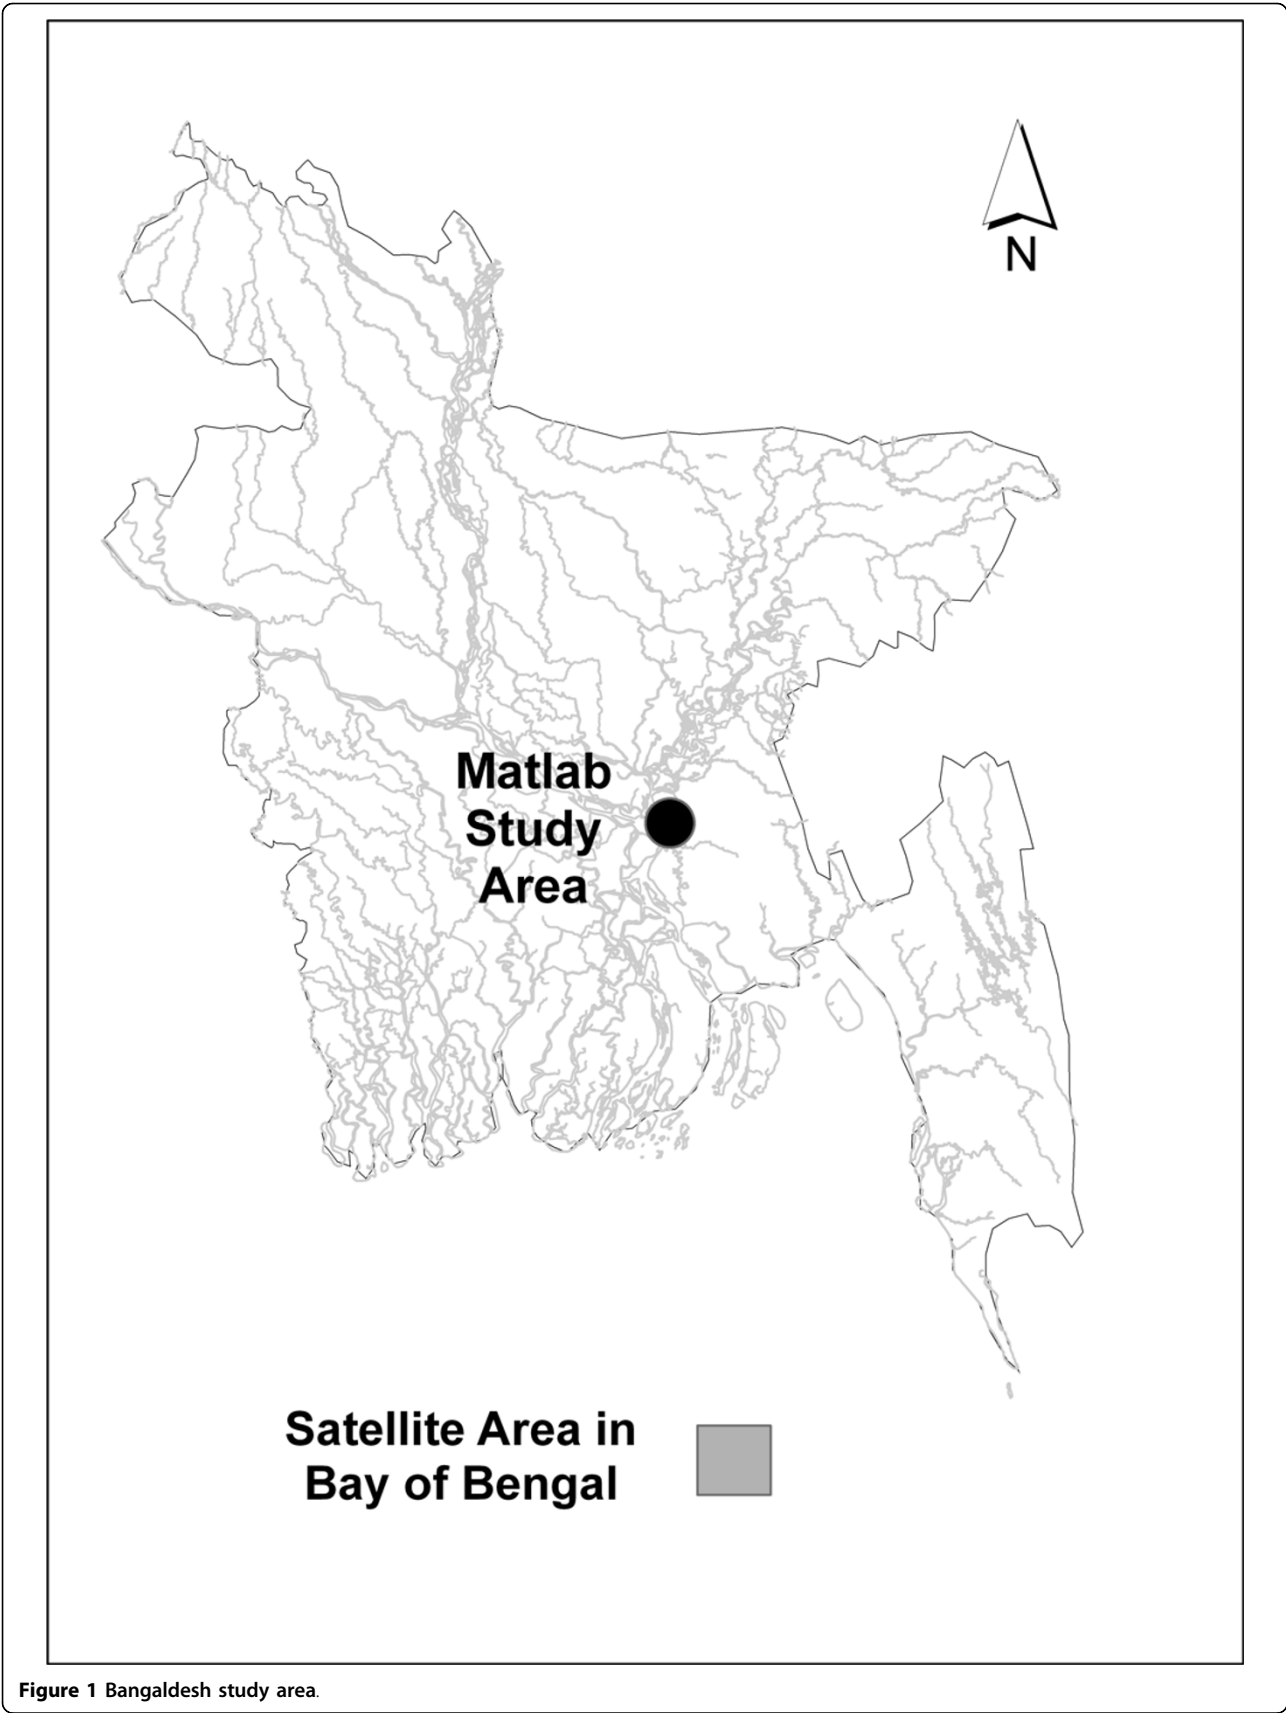 N
Matlab
Study
Area
Satellite Area in
Bay of Bengal
Figure 1 Bangaldesh study area.